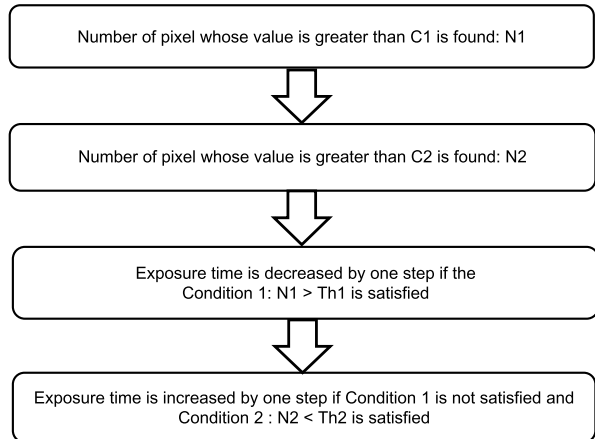 Number of pixel whose value is greater than C1 is found: N1
Number of pixel whose value is greater than C2 is found: N2
Exposure time is decreased by one step if the
Condition 1: N1 > Th1 is satisfied
Exposure time is increased by one step if Condition 1 is not satisfied and
Condition 2 : N2 < Th2 is satisfied